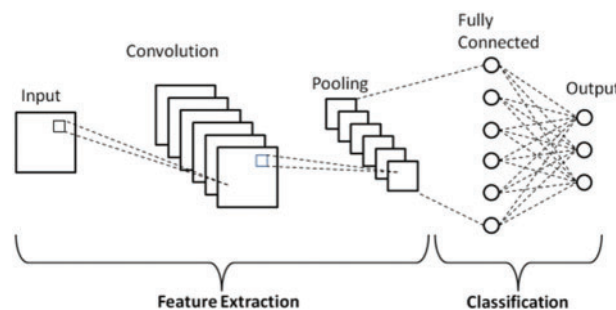 Fully
Connected
Convolution
Pooling
Output
Input
Feature Extraction
Classification